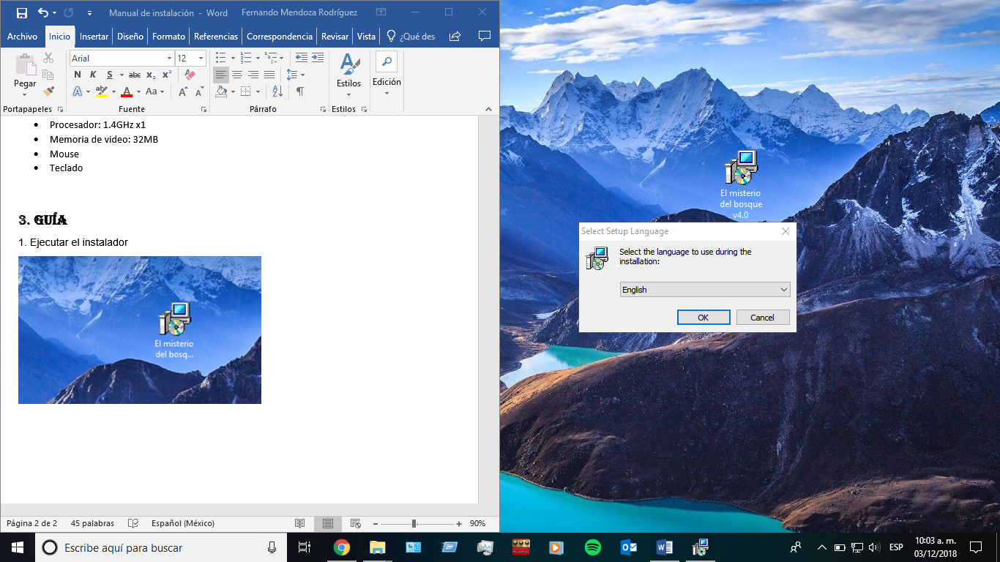 Manual de instalación - Word
Fernando Mendoza Rodríguez
Archivo
Inicio
Insertar
Diseño
Formato
Referencias
Correspondencia
Revisar
Vista
¿Qué des
Pegar
Portapapeles
Arial
12
N K S abc x₂ x²
A aby A Aa A A
Fuente
Párrafo
Estilos
Estilos
Edición
• Procesador: 1.4GHz x1
• Memoria de video: 32MB
• Mouse
• Teclado
3. GUÍA
1. Ejecutar el instalador
El misterio
del bosq...
Página 2 de 2
45 palabras
Español (México)
90%
El misterio
del bosque
v4.0
Select Setup Language
Select the language to use during the
installation:
English
OK
Cancel
Escribe aquí para buscar
ESP
10:03 a. m.
03/12/2018